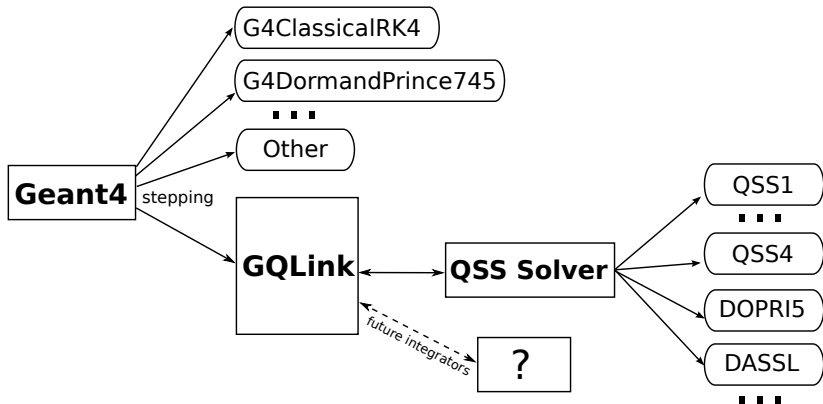 G4ClassicalRK4
G4DormandPrince745
Other
Geant4
stepping
GQLink
QSS Solver
future integrators
?
QSS1
QSS4
DOPRI5
DASSL